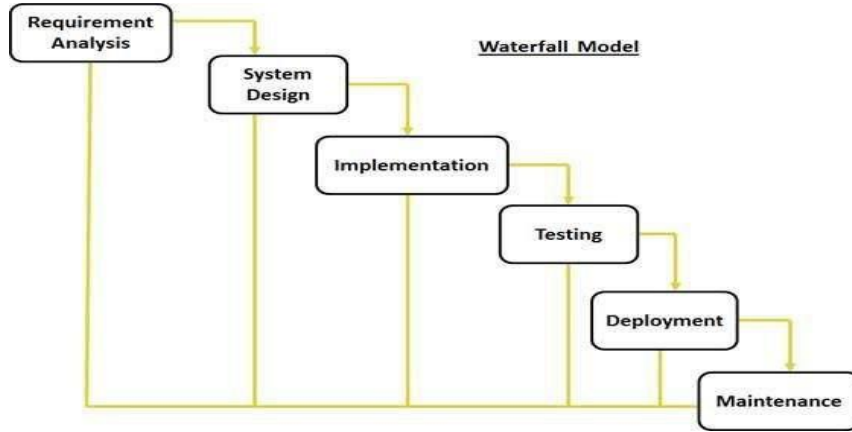 Requirement
Analysis
Waterfall Model
System
Design
Implementation
Testing
Deployment
Maintenance